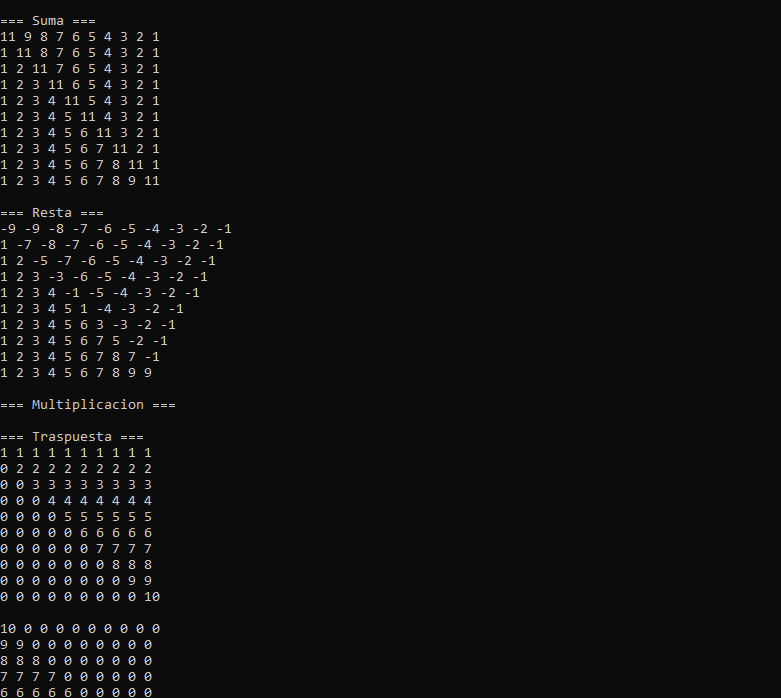 === Suma ===
11 9 8 7 6 5 4 3 2 1
1 11 8 7 6 5 4 3 2 1
1 2 11 7 6 5 4 3 2 1
1 2 3 11 6 5 4 3 2 1
1 2 3 4 11 5 4 3 2 1
1 2 3 4 5 11 4 3 2 1
1 2 3 4 5 6 11 3 2 1
1 2 3 4 5 6 7 11 2 1
1 2 3 4 5 6 7 8 11 1
1 2 3 4 5 6 7 8 9 11
=== Resta ===
-9 -9 -8 -7 -6 -5 -4 -3 -2 -1
1 -7 -8 -7 -6 -5 -4 -3 -2 -1
1 2 -5 -7 -6 -5 -4 -3 -2 -1
1 2 3 -3 -6 -5 -4 -3 -2 -1
1 2 3 4 -1 -5 -4 -3 -2 -1
1 2 3 4 5 1 -4 -3 -2 -1
1 2 3 4 5 6 3 -3 -2 -1
1 2 3 4 5 6 7 5 -2 -1
1 2 3 4 5 6 7 8 7 -1
1 2 3 4 5 6 7 8 9 9
=== Multiplicacion ===
=== Traspuesta ===
1 1 1 1 1 1 1 1 1 1
0 2 2 2 2 2 2 2 2 2
0 0 3 3 3 3 3 3 3 3
0 0 0 4 4 4 4 4 4 4
0 0 0 0 5 5 5 5 5 5
0 0 0 0 0 6 6 6 6 6
0 0 0 0 0 0 7 7 7 7
0 0 0 0 0 0 0 8 8 8
0 0 0 0 0 0 0 0 9 9
0 0 0 0 0 0 0 0 0 10
10 0 0 0 0 0 0 0 0 0
9 9 0 0 0 0 0 0 0 0
8 8 8 0 0 0 0 0 0 0
7 7 7 7 0 0 0 0 0 0
6 6 6 6 6 0 0 0 0 0